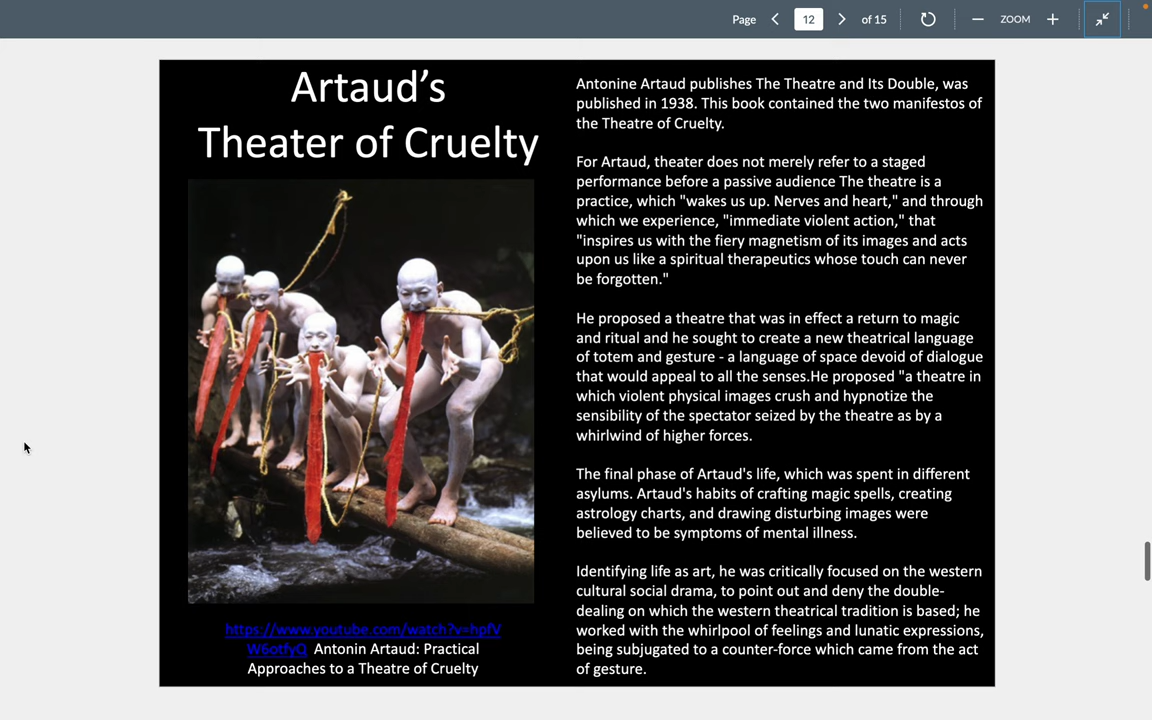 Page
12
of 15
ZOOM
Artaud’s
Theater of Cruelty
https://www.youtube.com/watch?v=hpfV
W6otfyQ Antonin Artaud: Practical
Approaches to a Theatre of Cruelty
Antonine Artaud publishes The Theatre and Its Double, was
published in 1938. This book contained the two manifestos of
the Theatre of Cruelty.
For Artaud, theater does not merely refer to a staged
performance before a passive audience The theatre is a
practice, which "wakes us up. Nerves and heart," and through
which we experience, "immediate violent action," that
"inspires us with the fiery magnetism of its images and acts
upon us like a spiritual therapeutics whose touch can never
be forgotten."
He proposed a theatre that was in effect a return to magic
and ritual and he sought to create a new theatrical language
of totem and gesture - a language of space devoid of dialogue
that would appeal to all the senses.He proposed "a theatre in
which violent physical images crush and hypnotize the
sensibility of the spectator seized by the theatre as by a
whirlwind of higher forces.
The final phase of Artaud's life, which was spent in different
asylums. Artaud's habits of crafting magic spells, creating
astrology charts, and drawing disturbing images were
believed to be symptoms of mental illness.
Identifying life as art, he was critically focused on the western
cultural social drama, to point out and deny the double-
dealing on which the western theatrical tradition is based; he
worked with the whirlpool of feelings and lunatic expressions,
being subjugated to a counter-force which came from the act
of gesture.